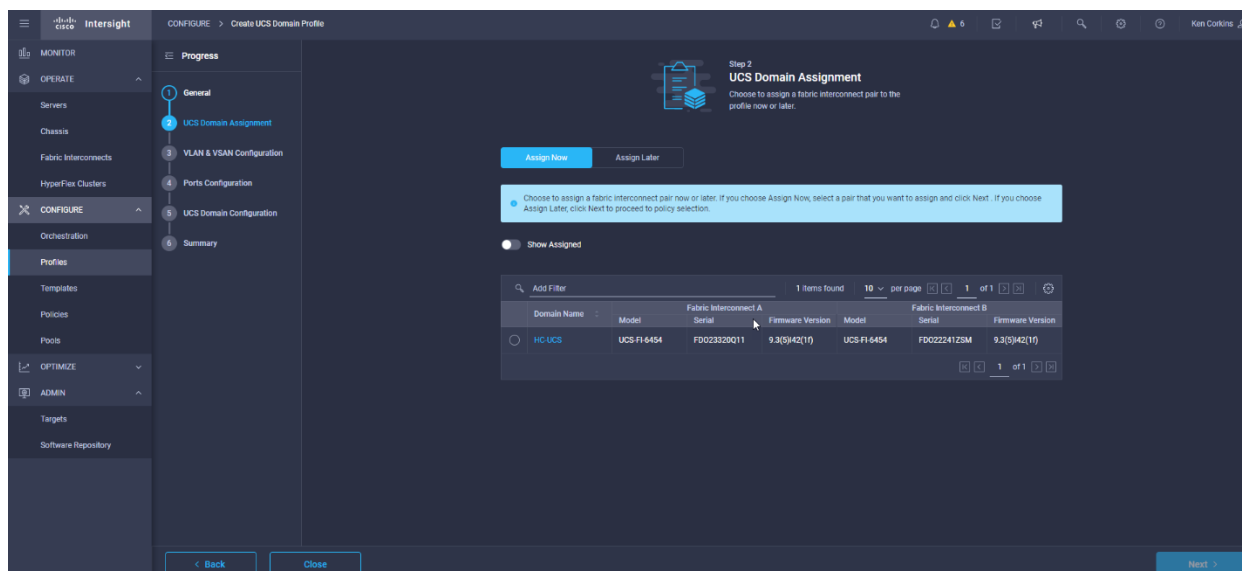 CISCO Intersight
CONFIGURE > Create UCS Domain Profile
6
Ken Corkins
MONITOR
OPERATE
Servers
Chassis
Fabric Interconnects
HyperFlex Clusters
CONFIGURE
Orchestration
Profiles
Templates
Policies
Pools
OPTIMIZE
ADMIN
Targets
Software Repository
Progress
1 General
2 UCS Domain Assignment
3 VLAN & VSAN Configuration
4 Ports Configuration
5 UCS Domain Configuration
6 Summary
Step 2
UCS Domain Assignment
Choose to assign a fabric interconnect pair to the
profile now or later.
Assign Now Assign Later
Choose to assign a fabric interconnect pair now or later. If you choose Assign Now, select a pair that you want to assign and click Next . If you choose
Assign Later, click Next to proceed to policy selection.
Show Assigned
Add Filter 1 items found 10 per page 1 of 1
Fabric Interconnect A Fabric Interconnect B
Domain Name Model Serial Firmware Version Model Serial Firmware Version
HC-UCS UCS-FI-6454 FDO23320Q11 9.3(5)I42(1f) UCS-FI-6454 FDO22241ZSM 9.3(5)I42(1f)
1 of 1
< Back Close Next >